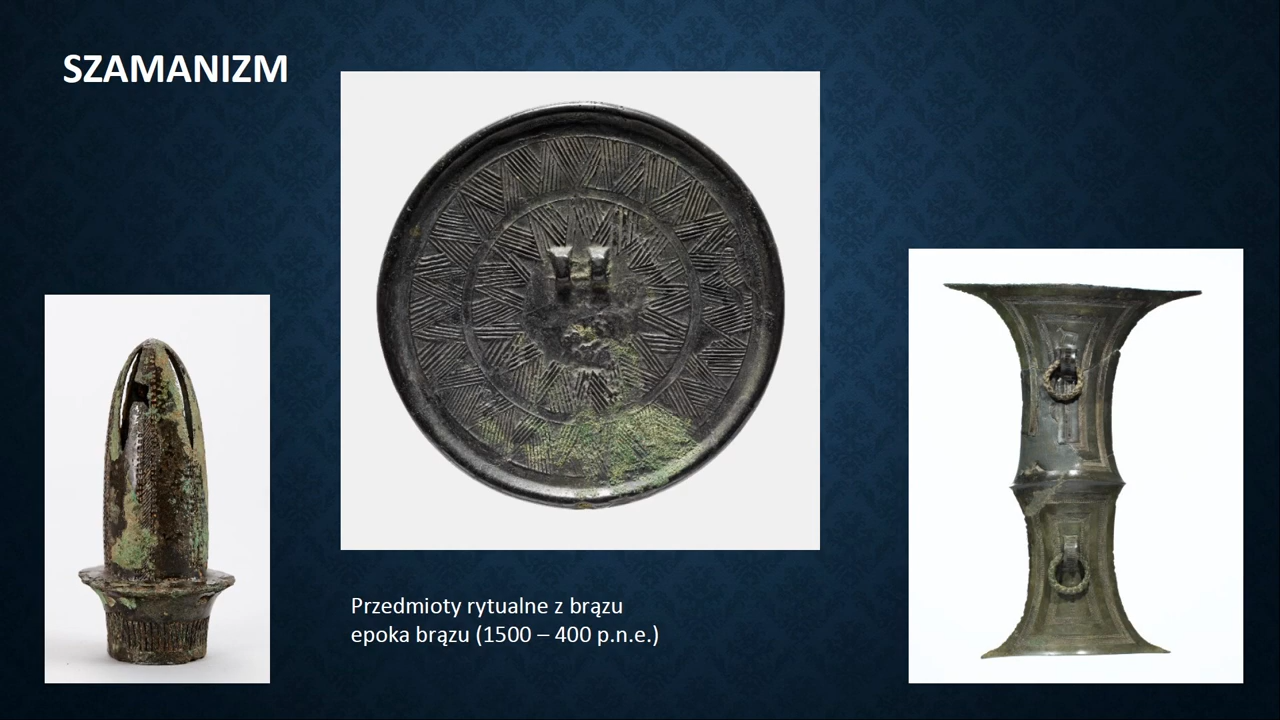 SZAMANIZM
Przedmioty rytualne z brązu
epoka brązu (1500 – 400 p.n.e.)